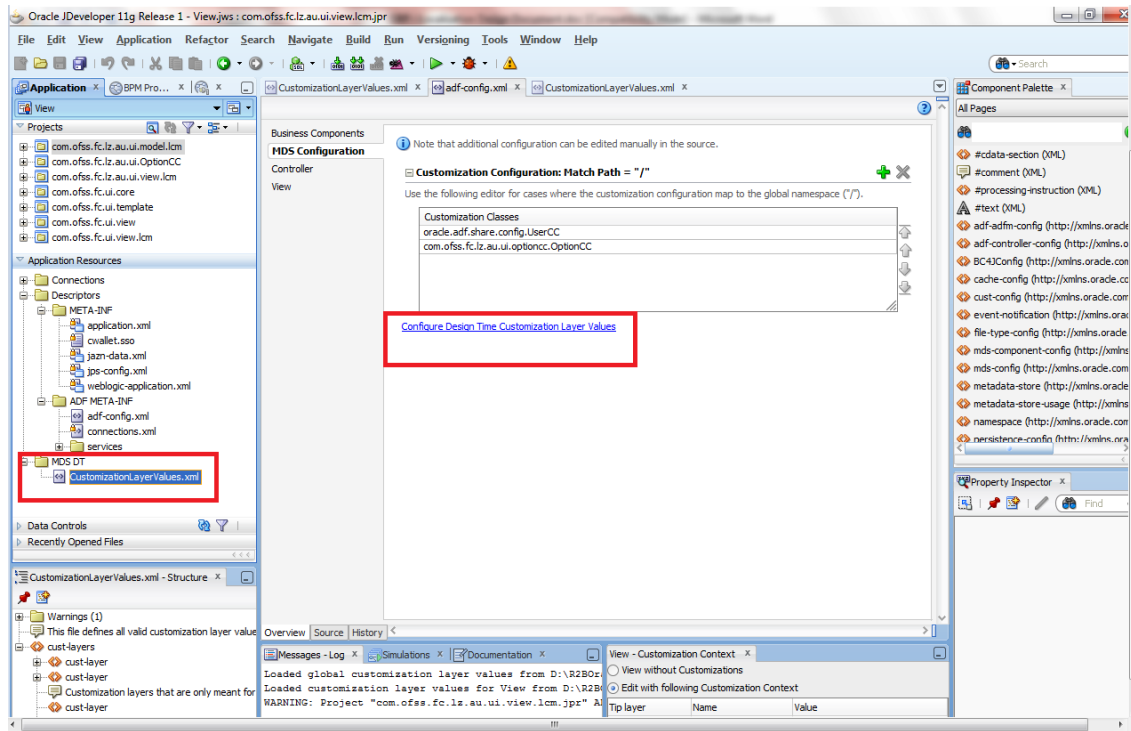 Oracle JDeveloper 11g Release 1 - View.jws : com.ofss.fc.lz.au.ui.view.lcm.jpr
File Edit View Application Refactor Search Navigate Build Run Versioning Tools Window Help
Search
Application
BPM Pro...
View
Projects
com.ofss.fc.lz.au.ui.model.lcm
com.ofss.fc.lz.au.ui.OptionCC
com.ofss.fc.lz.au.ui.view.lcm
com.ofss.fc.ui.core
com.ofss.fc.ui.template
com.ofss.fc.ui.view
com.ofss.fc.ui.view.lcm
Application Resources
Connections
Descriptors
META-INF
application.xml
cwallet.sso
jazn-data.xml
jps-config.xml
weblogic-application.xml
ADF META-INF
adf-config.xml
connections.xml
services
MDS DT
CustomizationLayerValues.xml
Data Controls
Recently Opened Files
CustomizationLayerValues.xml - Structure
Warnings (1)
This file defines all valid customization layer value
cust-layers
cust-layer
cust-layer
Customization layers that are only meant for
cust-layer
CustomizationLayerValues.xml
adf-config.xml
CustomizationLayerValues.xml
Business Components
MDS Configuration
Controller
View
Note that additional configuration can be edited manually in the source.
Customization Configuration: Match Path = "/"
Use the following editor for cases where the customization configuration map to the global namespace ("/").
Customization Classes
oracle.adf.share.config.UserCC
com.ofss.fc.lz.au.ui.optioncc.OptionCC
Configure Design Time Customization Layer Values
Overview Source History
Messages - Log
Simulations
Documentation
Loaded global customization layer values from D:\R2BOr
Loaded customization layer values for View from D:\R2B
WARNING: Project "com.ofss.fc.lz.au.ui.view.lcm.jpr" A
View - Customization Context
View without Customizations
Edit with following Customization Context
Tip layer Name Value
Component Palette
All Pages
#cdata-section (XML)
#comment (XML)
#processing-instruction (XML)
#text (XML)
adf-adfm-config (http://xmlns.oracle
adf-controller-config (http://xmlns.o
BC4JConfig (http://xmlns.oracle.con
cache-config (http://xmlns.oracle.cc
cust-config (http://xmlns.oracle.com
event-notification (http://xmlns.ora
file-type-config (http://xmlns.oracle
mds-component-config (http://xmlns
mds-config (http://xmlns.oracle.com
metadata-store (http://xmlns.oracle
metadata-store-usage (http://xmlns
namespace (http://xmlns.oracle.com
persistence-config (http://xmlns.ora
Property Inspector
Find